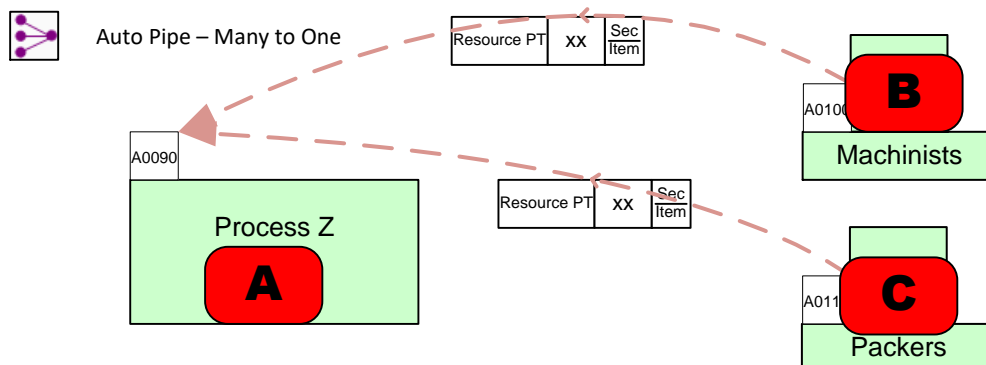 Auto Pipe – Many to One
Resource PT xx Sec
Item
B
A0100
Machinists
A0090
Process Z
A
Resource PT xx Sec
Item
C
A011
Packers